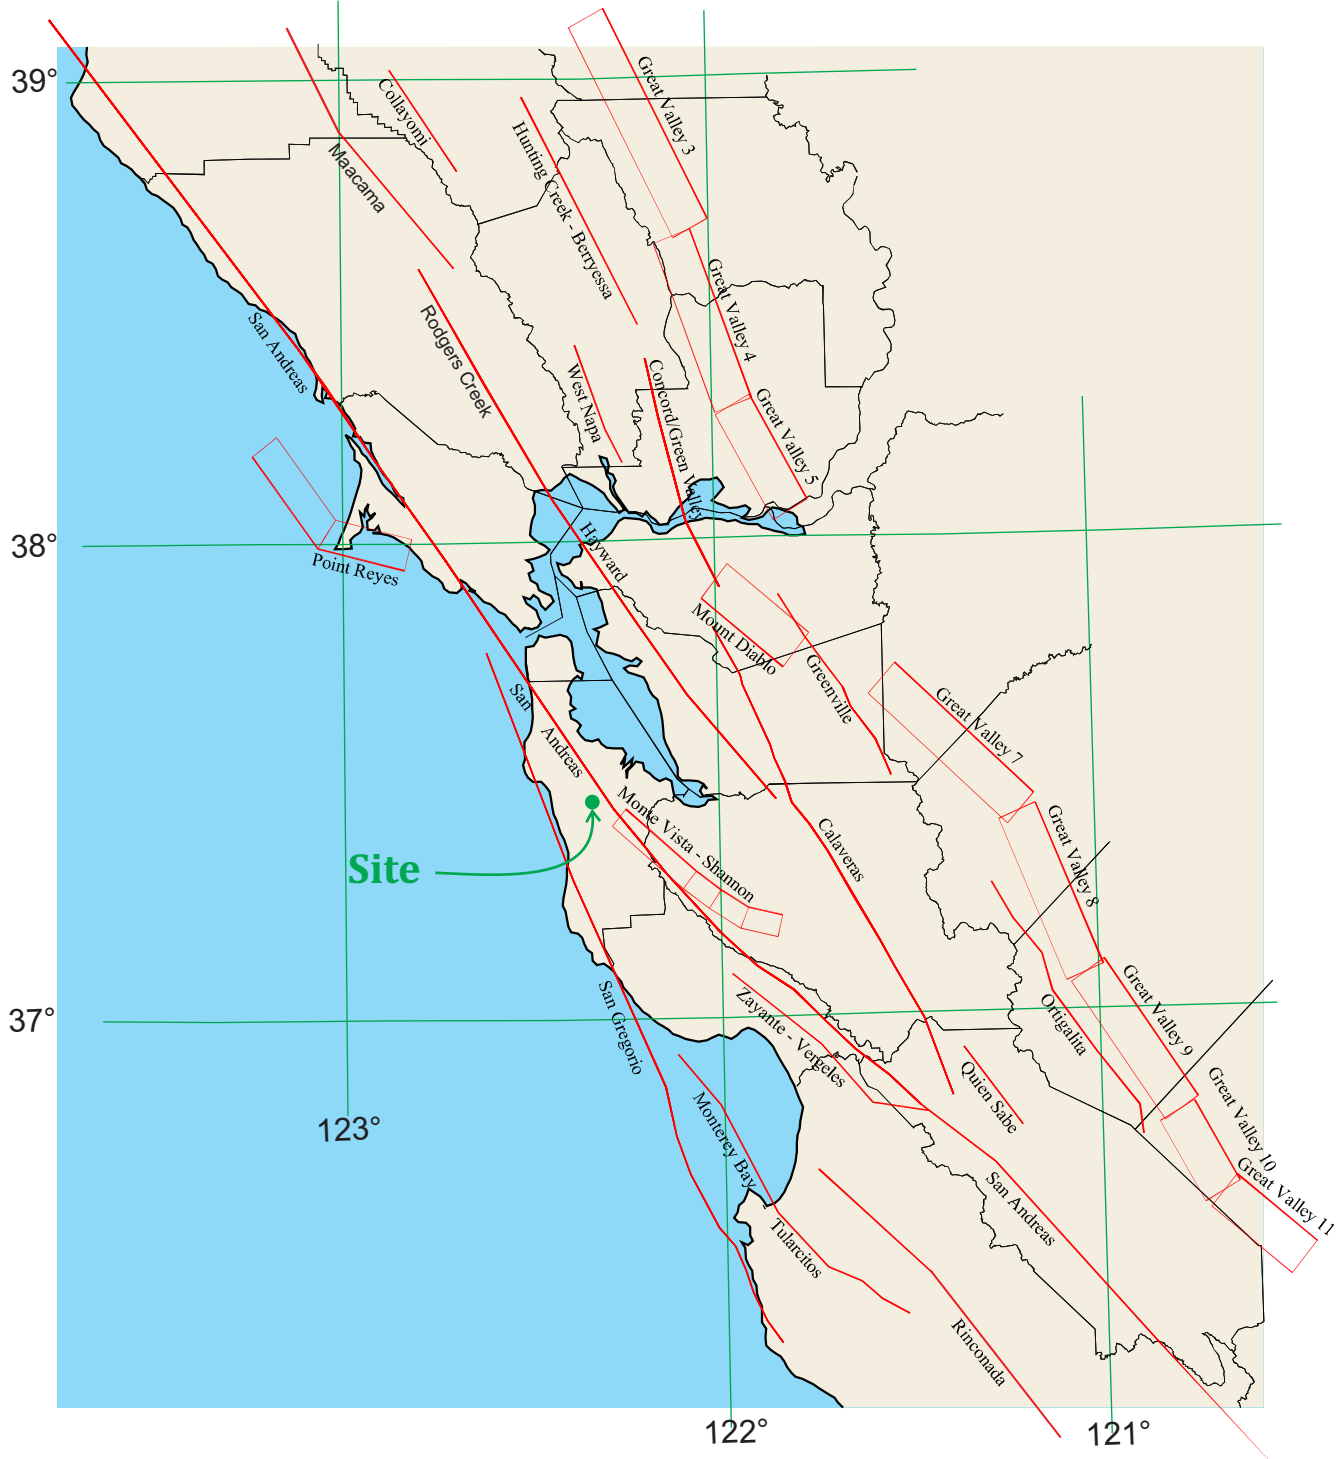 39°
Great Valley 3
Collayomi
Hunting Creek - Berryessa
Maacama
Great Valley 4
San Andreas
Rodgers Creek
West Napa
Concord/Green Valley
Great Valley 5
38°
Hayward
Point Reyes
Mount Diablo
Greenville
San
Andreas
Great Valley 7
Monte Vista - Shannon
Great Valley 8
Calaveras
Site
Great Valley 9
San Gregorio
Zayante - Vergeles
Ortigalita
37°
Quien Sabe
Great Valley 10
Monterey Bay
123°
Great Valley 11
San Andreas
Tularcitos
Rinconada
122°
121°